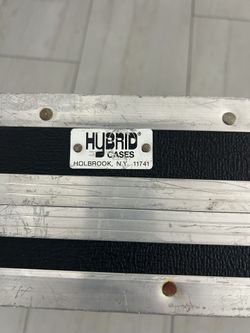 HYBRID®
CASES
HOLBROOK, N.Y. 11741